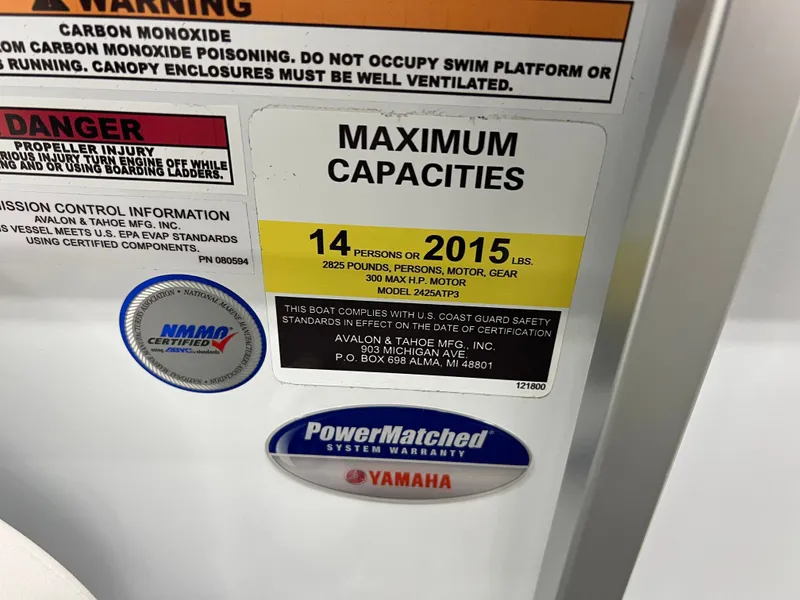 WARNING
CARBON MONOXIDE
OM CARBON MONOXIDE POISONING. DO NOT OCCUPY SWIM PLATFORM OR
RUNNING. CANOPY ENCLOSURES MUST BE WELL VENTILATED.
DANGER
PROPELLER INJURY
RIOUS INJURY TURN ENGINE OFF WHILE
NG AND OR USING BOARDING LADDERS.
ISSION CONTROL INFORMATION
AVALON & TAHOE MFG. INC.
S VESSEL MEETS U.S. EPA EVAP STANDARDS
USING CERTIFIED COMPONENTS.
PN 080594
NATIONAL MARINE MANUFACTURERS ASSOCIATION
NMMA
CERTIFIED
using ABYC standards
MAXIMUM
CAPACITIES
14 PERSONS OR 2015 LBS.
2825 POUNDS, PERSONS, MOTOR, GEAR
300 MAX H.P. MOTOR
MODEL 2425ATP3
THIS BOAT COMPLIES WITH U.S. COAST GUARD SAFETY
STANDARDS IN EFFECT ON THE DATE OF CERTIFICATION
AVALON & TAHOE MFG., INC.
903 MICHIGAN AVE.
P.O. BOX 698 ALMA, MI 48801
121800
PowerMatched
SYSTEM WARRANTY
YAMAHA